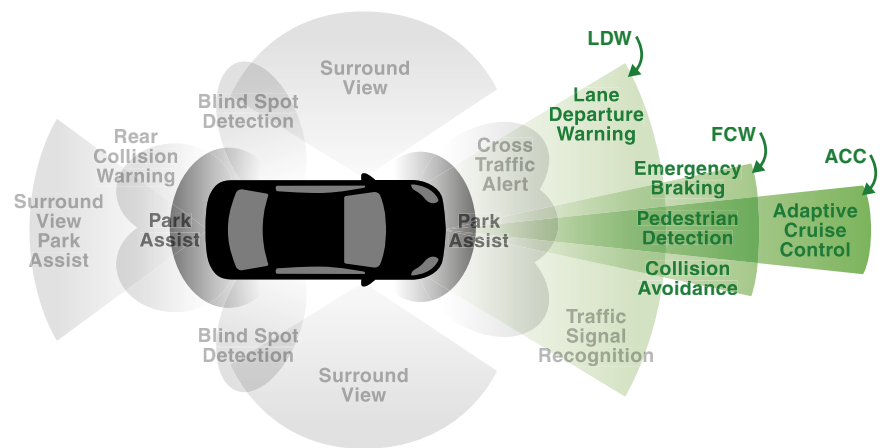 LDW
Surround
View
Lane
Departure
Warning
Blind Spot
Detection
FCW
Rear
Collision
Warning
Cross
Traffic
Alert
ACC
Emergency
Braking
Surround
View
Park
Assist
Park
Assist
Park
Assist
Pedestrian
Detection
Adaptive
Cruise
Control
Collision
Avoidance
Blind Spot
Detection
Traffic
Signal
Recognition
Surround
View